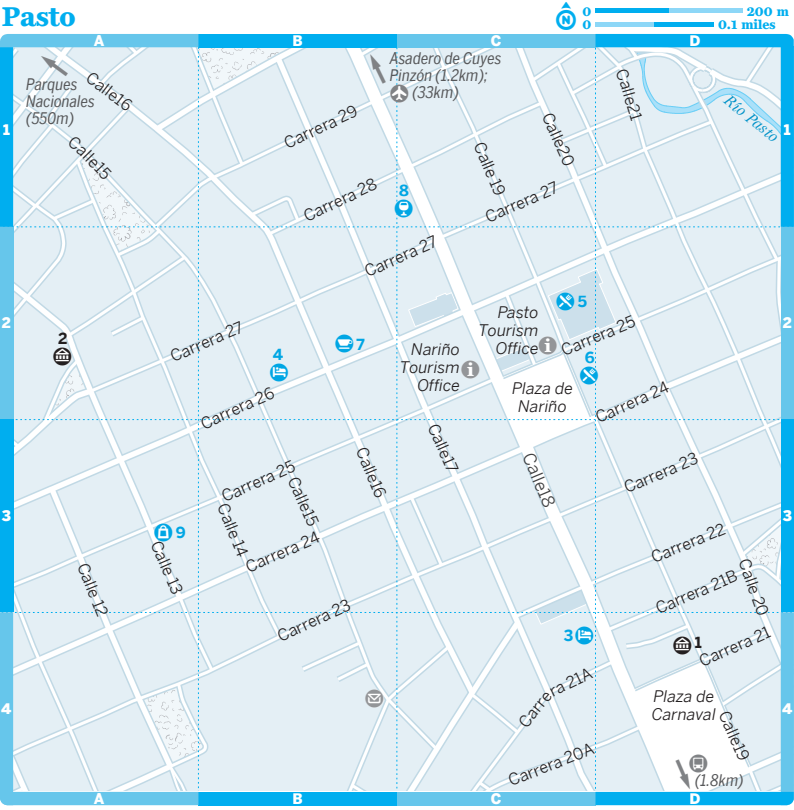 Pasto
N
0 200 m
0 0.1 miles
A B C D
Parques
Nacionales
(550m)
Calle16
Asadero de Cuyes
Pinzón (1.2km);
(33km)
Calle21
Río Pasto
1 1
Carrera 29
Calle20
Calle15
Calle19
8
Carrera 28
Carrera 27
Carrera 27
5
Pasto
Tourism
Office
2 2
Carrera 27
2
7
Carrera 25
4
Nariño
Tourism
Office
6
Plaza de
Nariño
Carrera 26
Carrera 24
Calle17
Carrera 25
Calle16
Calle18
Carrera 23
Calle15
3 3
Calle 14
9
Carrera 24
Carrera 22
Calle 13
Calle 12
Carrera 21B
Calle 20
Carrera 23
3
1
Carrera 21
Carrera 21A
Plaza de
Carnaval
4 4
Calle19
Carrera 20A
(1.8km)
A B C D